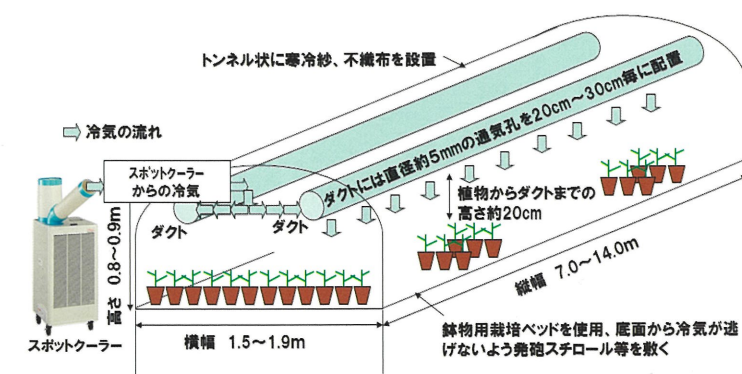 トンネル状に寒冷紗、不織布を設置
冷気の流れ
スポットクーラー
からの冷気
ダクトには直径約5mmの通気孔を20cm~30cm毎に配置
ダクト
ダクト
植物からダクトまでの
高さ約20cm
高さ 0.8~0.9m
縦幅 7.0~14.0m
スポットクーラー
横幅 1.5~1.9m
鉢物用栽培ベッドを使用、底面から冷気が逃
げないよう発砲スチロール等を敷く